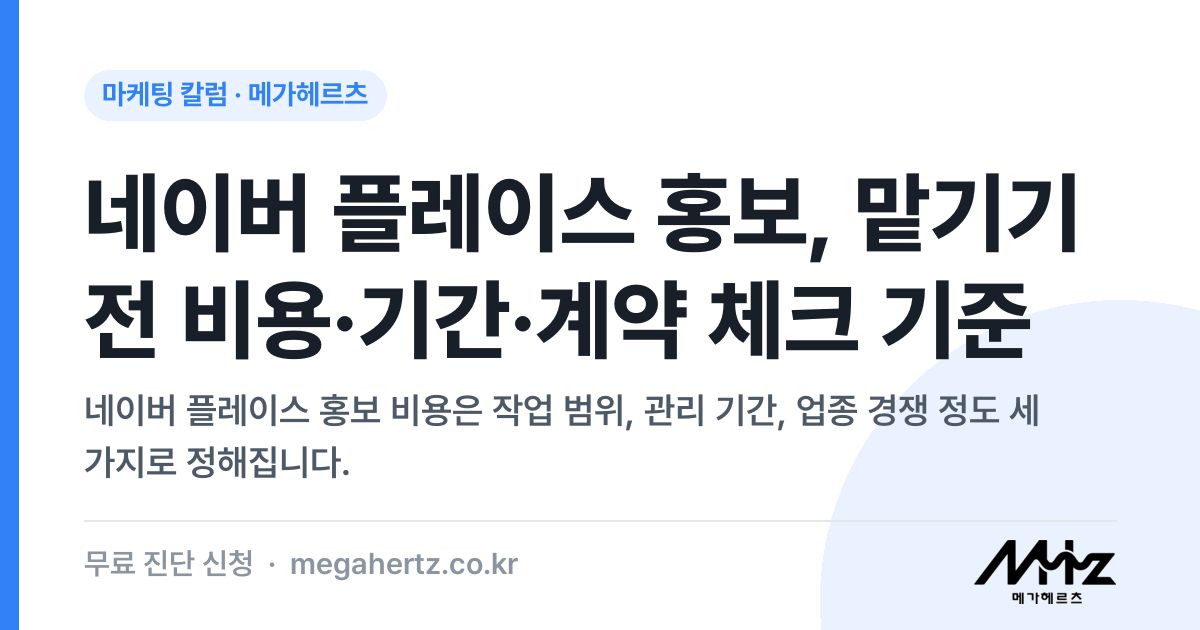 마케팅 칼럼 · 메가헤르츠
네이버 플레이스 홍보, 맡기기
전 비용·기간·계약 체크 기준
네이버 플레이스 홍보 비용은 작업 범위, 관리 기간, 업종 경쟁 정도 세
가지로 정해집니다.
무료 진단 신청 · megahertz.co.kr
MHz
메가헤르츠